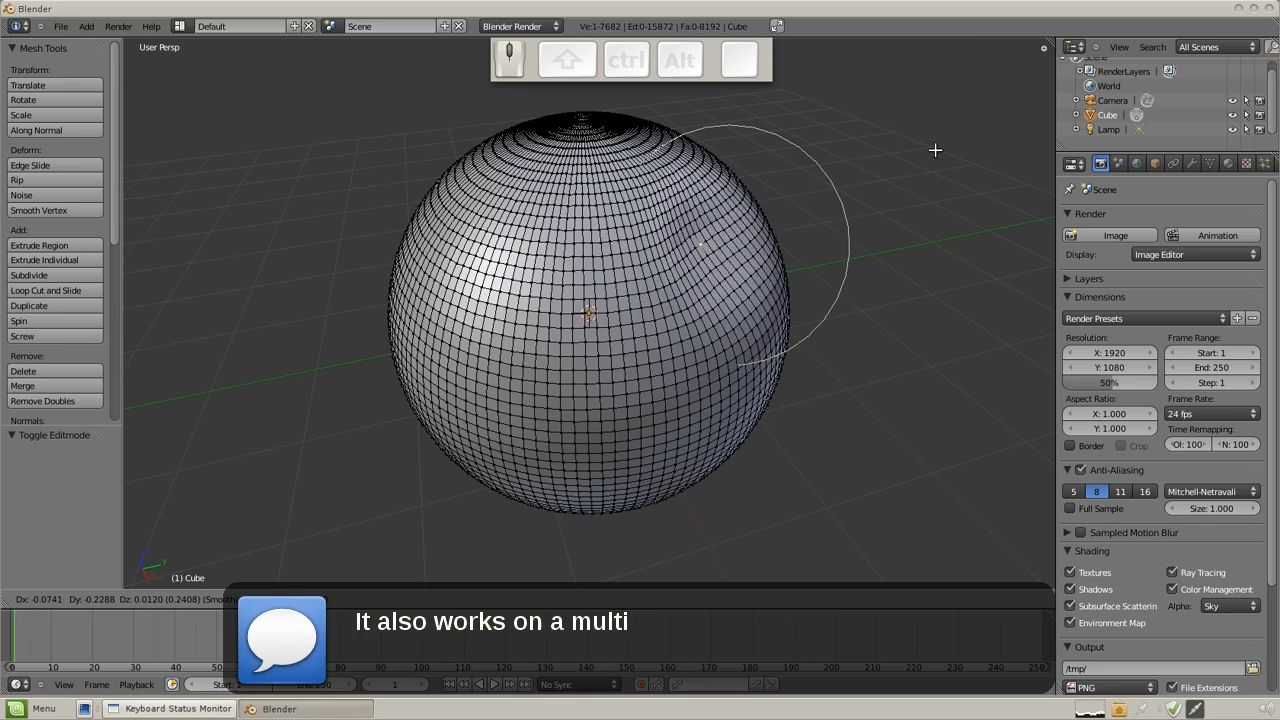 Blender
File Add Render Help Default Scene Blender Render Ve:1-7682 | Ed:0-15872 | Fa:0-8192 | Cube
Mesh Tools
Transform:
Translate
Rotate
Scale
Along Normal
Deform:
Edge Slide
Rip
Noise
Smooth Vertex
Add:
Extrude Region
Extrude Individual
Subdivide
Loop Cut and Slide
Duplicate
Spin
Screw
Remove:
Delete
Merge
Remove Doubles
Normals:
Toggle Editmode
User Persp
ctrl Alt
(1) Cube
Dx: -0.0741 Dy: -0.2288 Dz: 0.0120 (0.2408) (Smoo
It also works on a multi
View Search All Scenes
Scene
RenderLayers
World
Camera
Cube
Lamp
Scene
Render
Image Animation
Display: Image Editor
Layers
Dimensions
Render Presets
Resolution: Frame Range:
X: 1920 Start: 1
Y: 1080 End: 250
50% Step: 1
Aspect Ratio: Frame Rate:
X: 1.000 24 fps
Y: 1.000 Time Remapping:
Border Crop Ol: 100 N: 100
Anti-Aliasing
5 8 11 16 Mitchell-Netravali
Full Sample Size: 1.000
Sampled Motion Blur
Shading
Textures Ray Tracing
Shadows Color Management
Subsurface Scatterin Alpha: Sky
Environment Map
Output
/tmp/
PNG File Extensions
0 10 20 30 40 50 60 70 80 90 100 110 120 130 140 150 160 170 180 190 200 210 220 230 240 250
View Frame Playback Start: 1 End: 250 1 No Sync
Menu Keyboard Status Monitor Blender